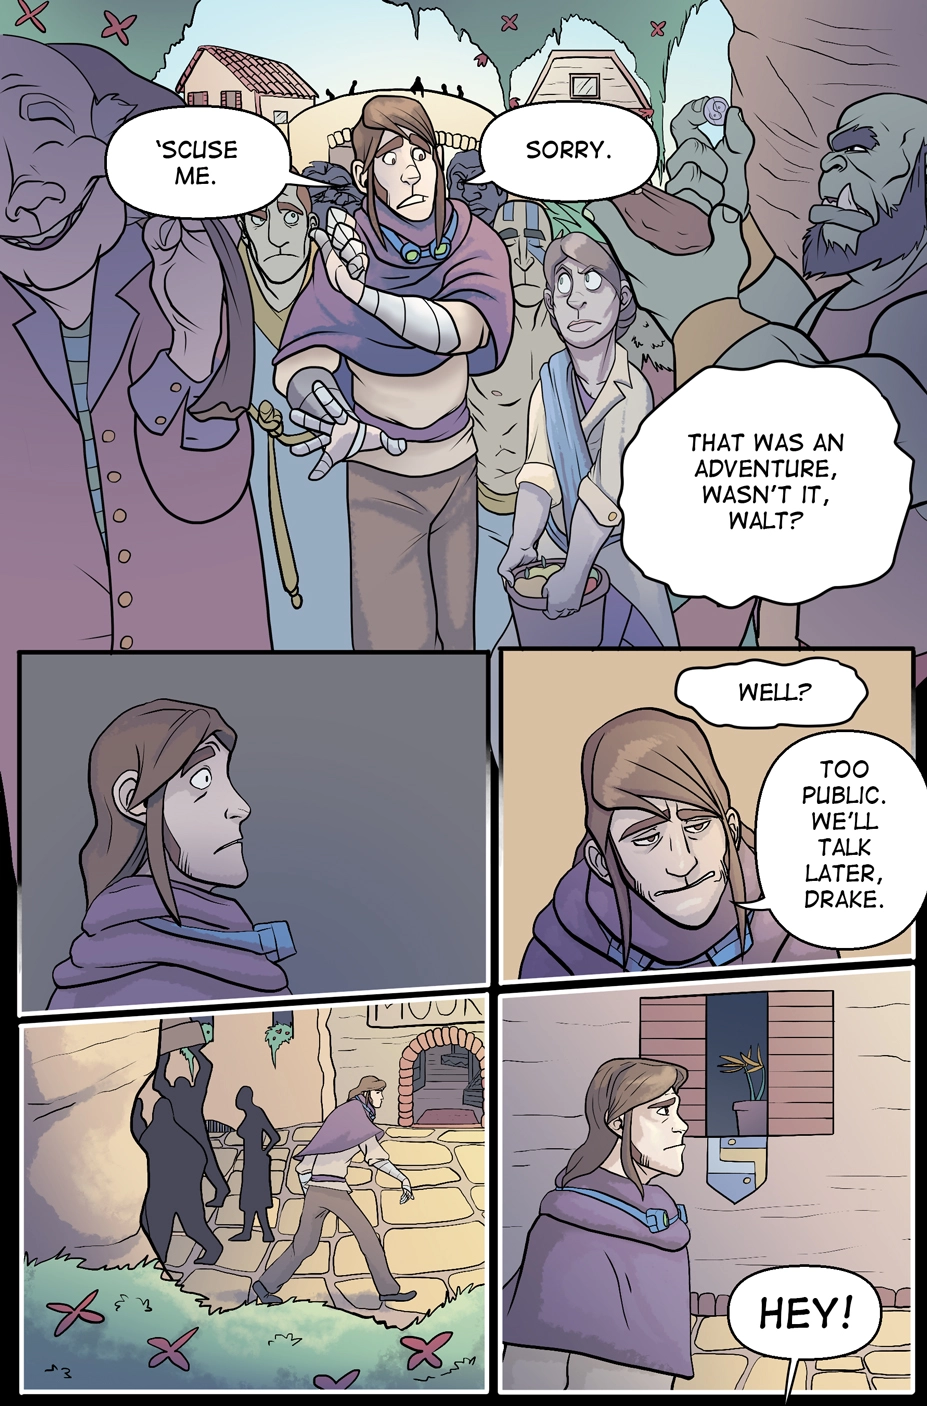 'SCUSE
ME.
SORRY.
THAT WAS AN
ADVENTURE,
WASN'T IT,
WALT?
WELL?
TOO
PUBLIC.
WE'LL
TALK
LATER,
DRAKE.
HEY!